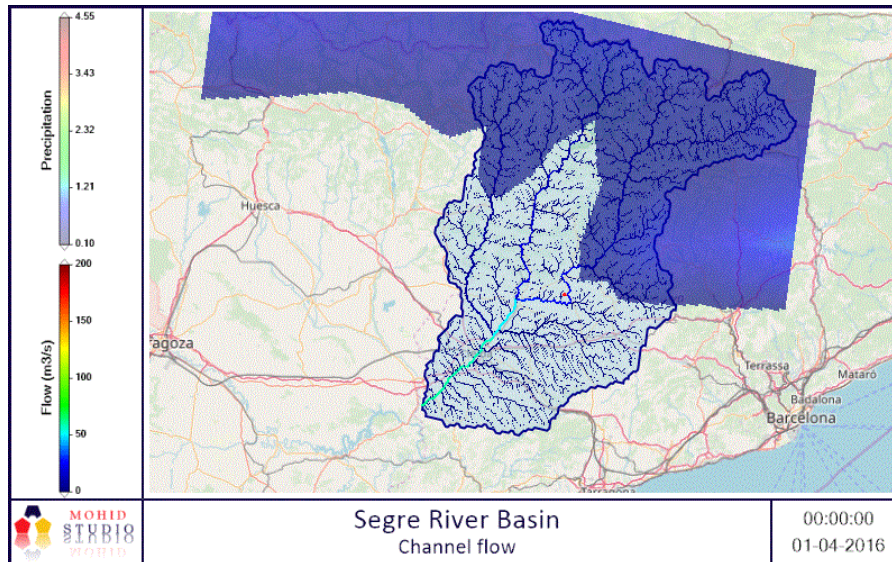 4.55
3.43
2.32
1.21
0.10
Precipitation
200
150
100
50
0
Flow (m3/s)
Huesca
ragoza
Terrassa
Mataró
Badalona
Barcelona
Tarragona
MOHID
STUDIO
Segre River Basin
Channel flow
00:00:00
01-04-2016